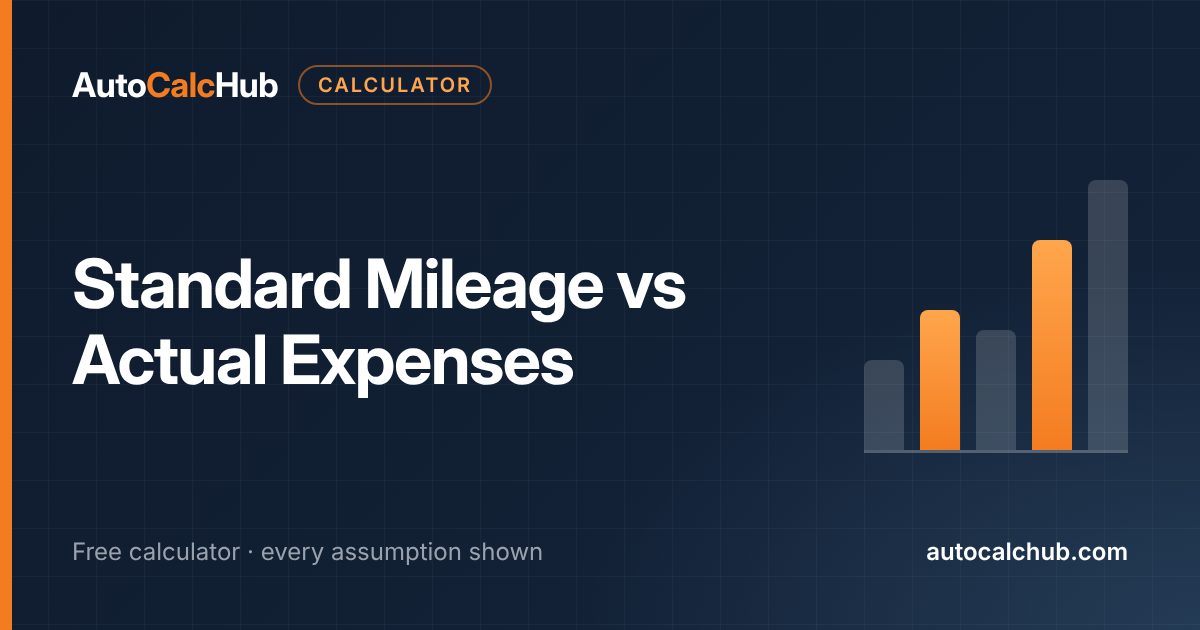 AutoCalcHub
CALCULATOR
Standard Mileage vs
Actual Expenses
Free calculator · every assumption shown
autocalchub.com